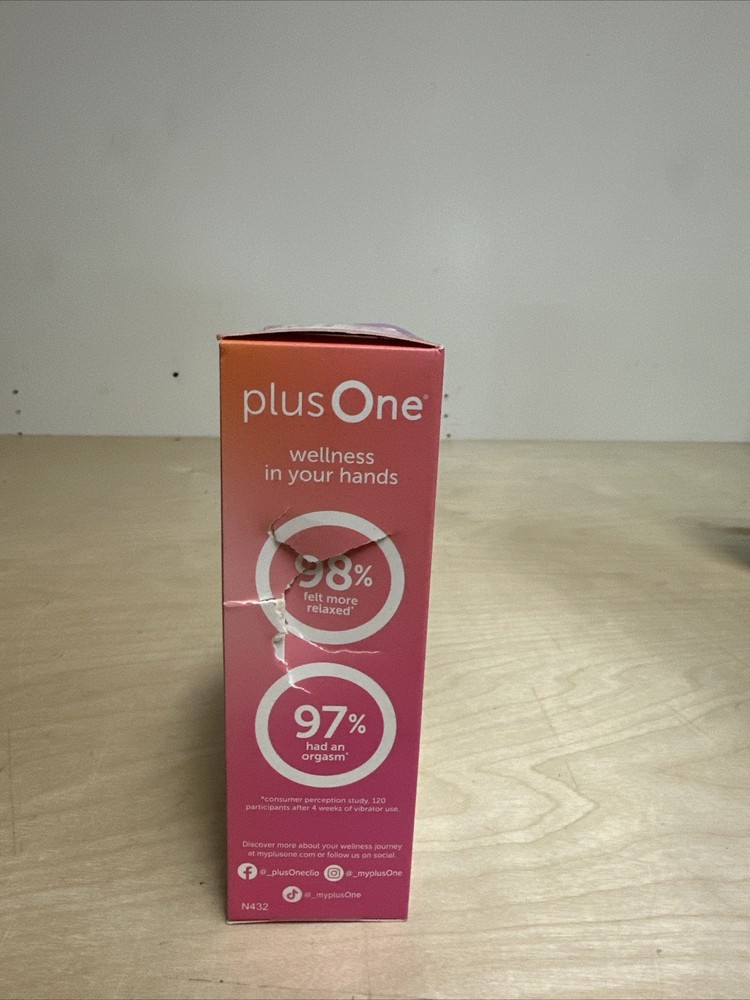 plusOne®
wellness
in your hands
98%
felt more
relaxed*
97%
had an
orgasm*
*consumer perception study, 120
participants after 4 weeks of vibrator use.
Discover more about your wellness journey
at myplusone.com or follow us on social.
@_plusOneclio @_myplusOne
@_myplusOne
N432